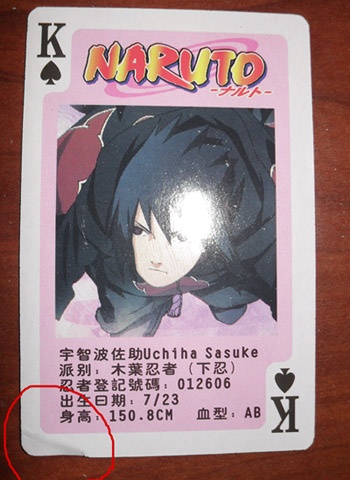 K
NARUTO
-ナルト-
宇智波佐助Uchiha Sasuke
派别: 木葉忍者 (下忍)
忍者登記號碼: 012606
出生日期: 7/23
身高: 150.8CM 血型: AB
K